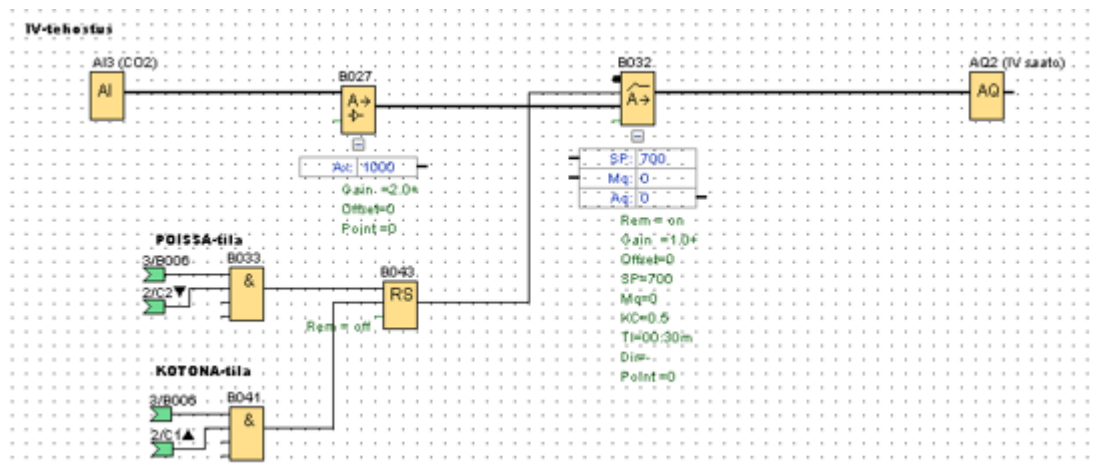 IV-tehostus
AI3 (CO2)
AI
B027
A→
Ax: 1000
Gain =2.0+
Offset=0
Point=0
B032
A→
SP: 700
Mq: 0
Aq: 0
Rem = on
Gain =1.0+
Offset=0
SP=700
Mq=0
KC=0.5
TI=00:30m
Dir=-
Point=0
AQ2 (IV saato)
AQ
POISSA-tila
3/B006
2/C2▼
B033
&
B043
RS
Rem = off
KOTONA-tila
3/B006
2/C1▲
B041
&